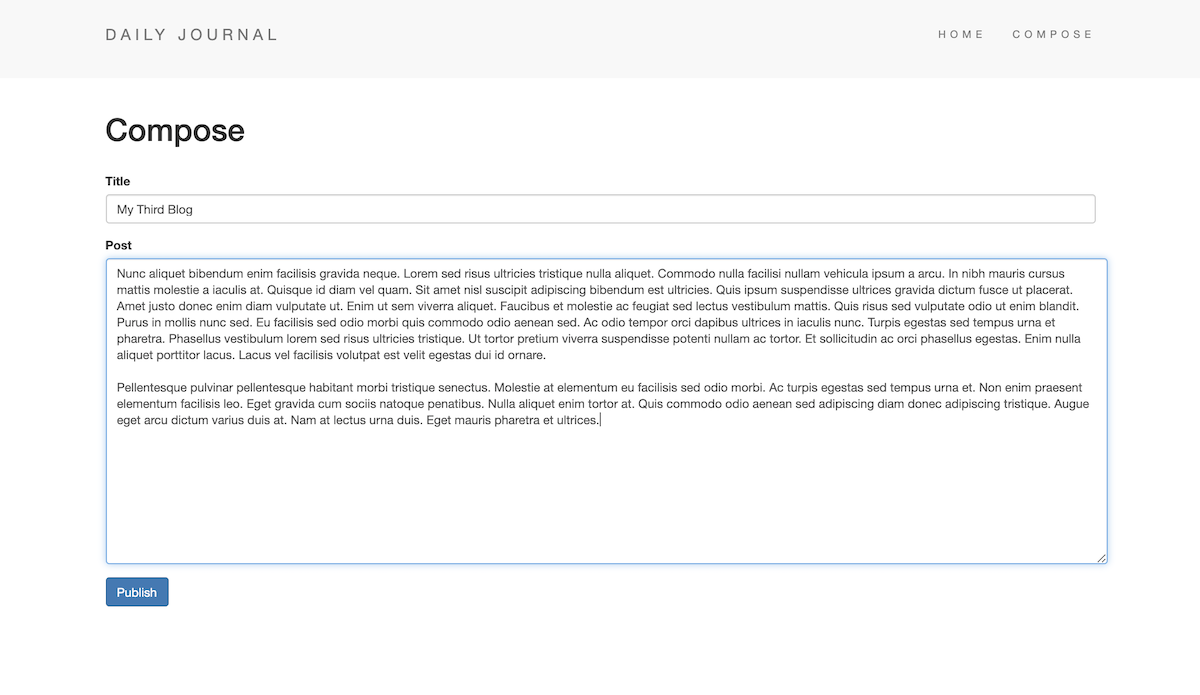 DAILY JOURNAL
HOME COMPOSE
Compose
Title
My Third Blog
Post
Nunc aliquet bibendum enim facilisis gravida neque. Lorem sed risus ultricies tristique nulla aliquet. Commodo nulla facilisi nullam vehicula ipsum a arcu. In nibh mauris cursus
mattis molestie a iaculis at. Quisque id diam vel quam. Sit amet nisl suscipit adipiscing bibendum est ultricies. Quis ipsum suspendisse ultrices gravida dictum fusce ut placerat.
Amet justo donec enim diam vulputate ut. Enim ut sem viverra aliquet. Faucibus et molestie ac feugiat sed lectus vestibulum mattis. Quis risus sed vulputate odio ut enim blandit.
Purus in mollis nunc sed. Eu facilisis sed odio morbi quis commodo odio aenean sed. Ac odio tempor orci dapibus ultrices in iaculis nunc. Turpis egestas sed tempus urna et
pharetra. Phasellus vestibulum lorem sed risus ultricies tristique. Ut tortor pretium viverra suspendisse potenti nullam ac tortor. Et sollicitudin ac orci phasellus egestas. Enim nulla
aliquet porttitor lacus. Lacus vel facilisis volutpat est velit egestas dui id ornare.
Pellentesque pulvinar pellentesque habitant morbi tristique senectus. Molestie at elementum eu facilisis sed odio morbi. Ac turpis egestas sed tempus urna et. Non enim praesent
elementum facilisis leo. Eget gravida cum sociis natoque penatibus. Nulla aliquet enim tortor at. Quis commodo odio aenean sed adipiscing diam donec adipiscing tristique. Augue
eget arcu dictum varius duis at. Nam at lectus urna duis. Eget mauris pharetra et ultrices.
Publish